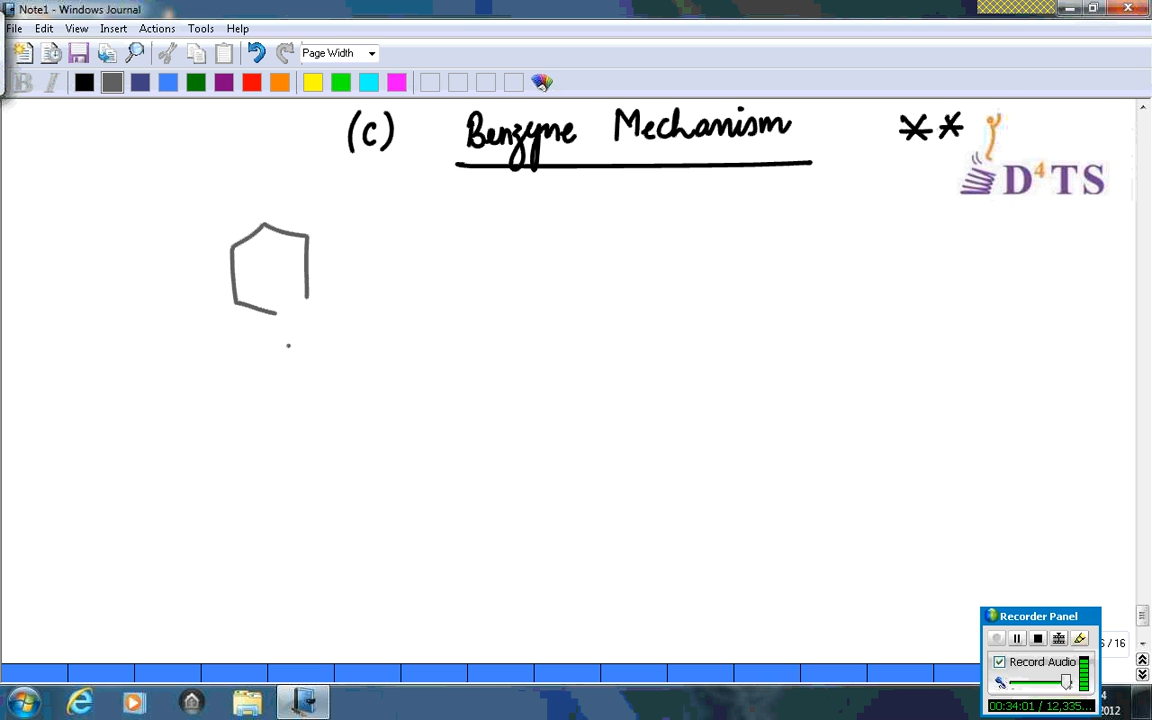 Note1 - Windows Journal
File Edit View Insert Actions Tools Help
Page Width
B I
(c) Benzyne Mechanism **
D4TS
Recorder Panel
Record Audio
/ 16
00:34:01 / 12,335...
2012